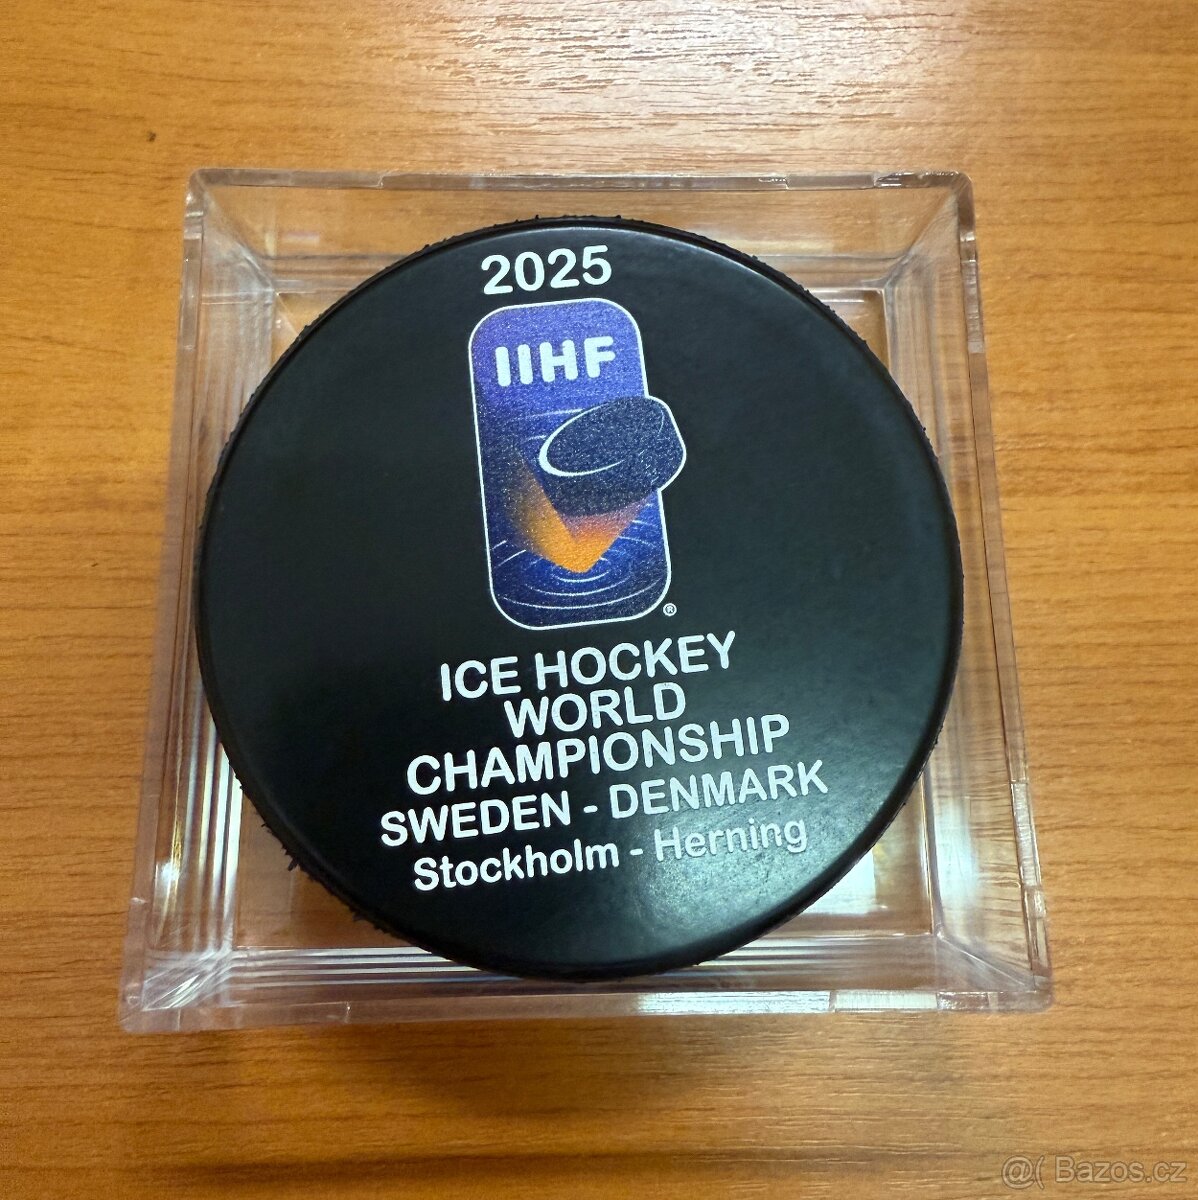 2025
IIHF
®
ICE HOCKEY
WORLD
CHAMPIONSHIP
SWEDEN - DENMARK
Stockholm - Herning
@( Bazos.cz